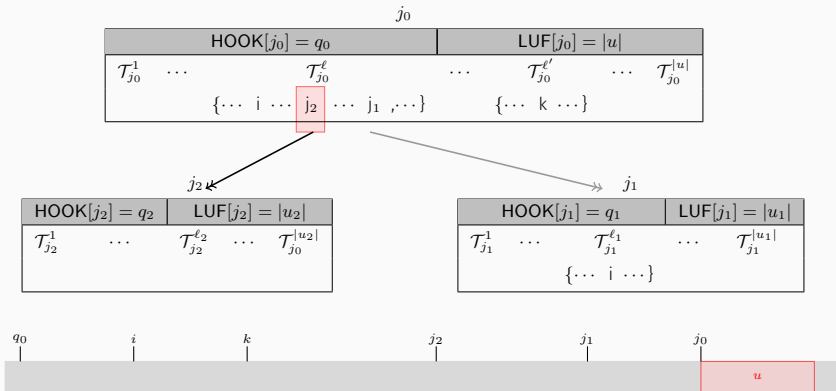 j₀
HOOK[j₀] = q₀ LUF[j₀] = |u|
𝒯_{j₀}^{1} ⋯ 𝒯_{j₀}^{ℓ} ⋯ 𝒯_{j₀}^{ℓ'} ⋯ 𝒯_{j₀}^{|u|}
{⋯ i ⋯ j₂ ⋯ j₁ ,⋯} {⋯ k ⋯}
j₂ j₁
HOOK[j₂] = q₂ LUF[j₂] = |u₂| HOOK[j₁] = q₁ LUF[j₁] = |u₁|
𝒯_{j₂}^{1} ⋯ 𝒯_{j₂}^{ℓ₂} ⋯ 𝒯_{j₀}^{|u₂|} 𝒯_{j₁}^{1} ⋯ 𝒯_{j₁}^{ℓ₁} ⋯ 𝒯_{j₁}^{|u₁|}
{⋯ i ⋯}
q₀ i k j₂ j₁ j₀
u